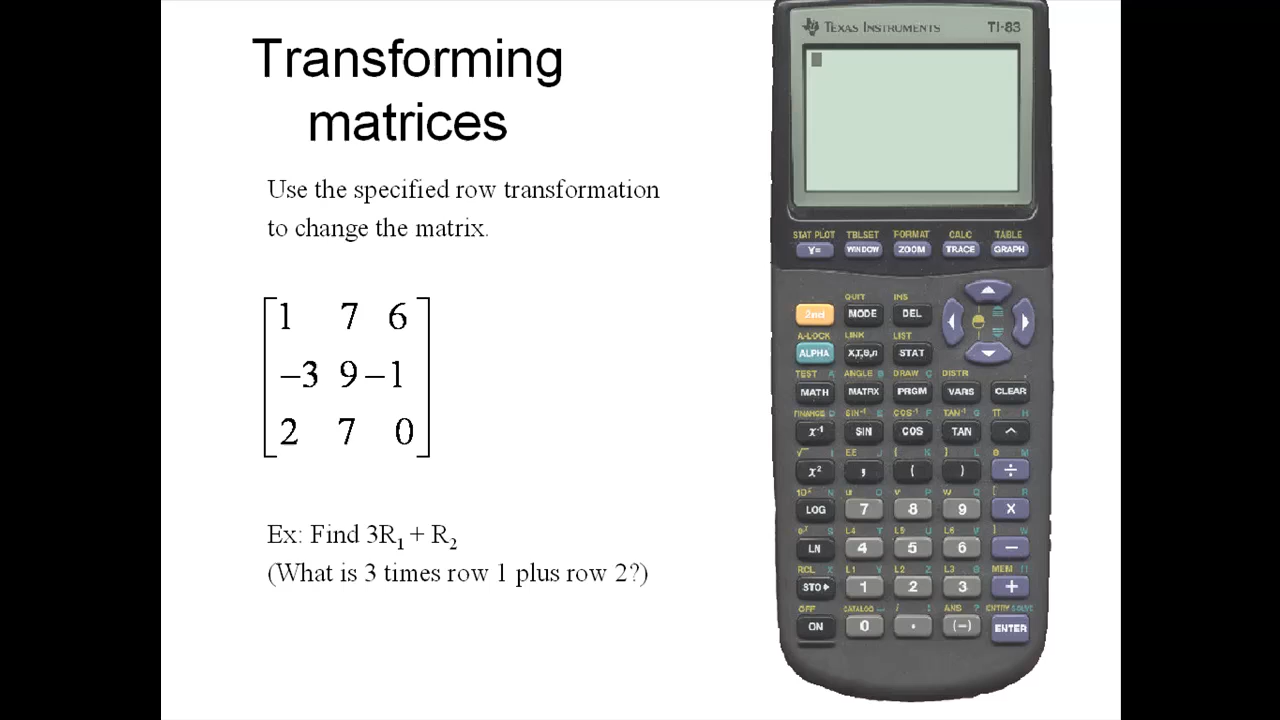 Transforming
matrices
Use the specified row transformation
to change the matrix.
1 7 6
−3 9 −1
2 7 0
Ex: Find 3R₁ + R₂
(What is 3 times row 1 plus row 2?)
TEXAS INSTRUMENTS TI-83
STAT PLOT TBLSET FORMAT CALC TABLE
Y= WINDOW ZOOM TRACE GRAPH
QUIT INS
2nd MODE DEL
A-LOCK LINK LIST
ALPHA X,T,θ,n STAT
TEST A ANGLE B DRAW C DISTR
MATH MATRX PRGM VARS CLEAR
FINANCE D SIN⁻¹ E COS⁻¹ F TAN⁻¹ G π H
x⁻¹ SIN COS TAN ^
√ I EE J { K } L e M
x² , ( ) ÷
10ˣ N u O v P w Q [ R
LOG 7 8 9 X
eˣ S L4 T L5 U L6 V ] W
LN 4 5 6 −
RCL X L1 Y L2 Z L3 θ MEM "
STO▸ 1 2 3 +
OFF CATALOG i : ANS ? ENTRY SOLVE
ON 0 . (−) ENTER